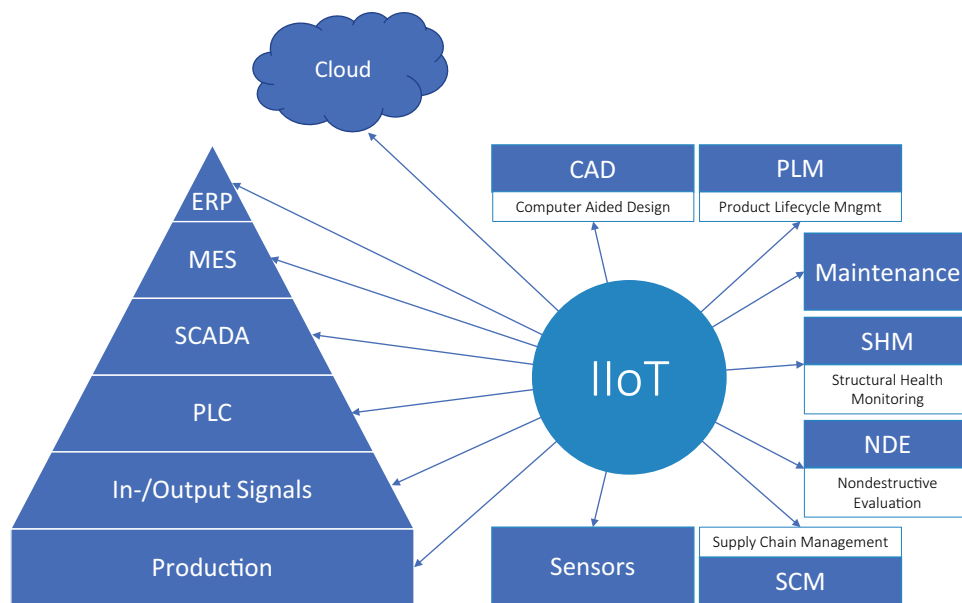 Cloud
ERP
MES
SCADA
PLC
In-/Output Signals
Production
CAD
Computer Aided Design
PLM
Product Lifecycle Mngmt
Maintenance
SHM
Structural Health
Monitoring
IIoT
NDE
Nondestructive
Evaluation
Sensors
Supply Chain Management
SCM